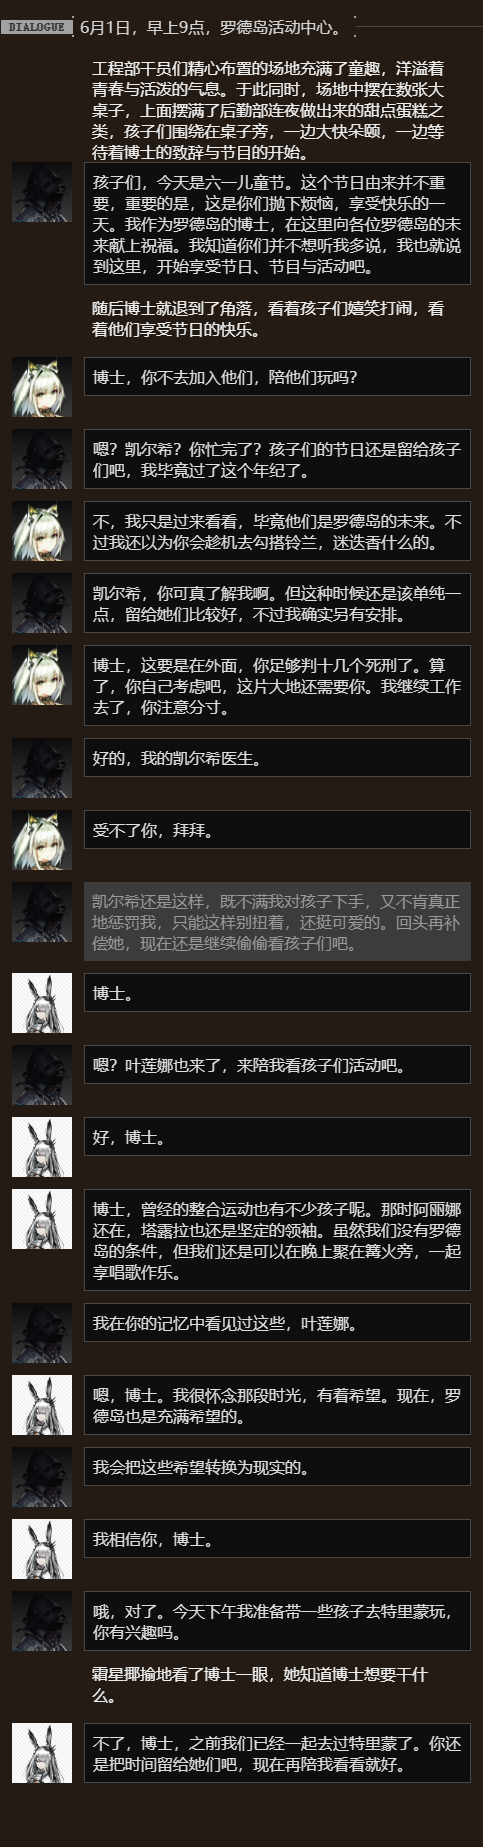 DIALOGUE 6月1日，早上9点，罗德岛活动中心。
工程部干员们精心布置的场地充满了童趣，洋溢着
青春与活泼的气息。于此同时，场地中摆在数张大
桌子，上面摆满了后勤部连夜做出来的甜点蛋糕之
类，孩子们围绕在桌子旁，一边大快朵颐，一边等
待着博士的致辞与节目的开始。
孩子们，今天是六一儿童节。这个节日由来并不重
要，重要的是，这是你们抛下烦恼，享受快乐的一
天。我作为罗德岛的博士，在这里向各位罗德岛的未
来献上祝福。我知道你们并不想听我多说，我也就说
到这里，开始享受节日、节目与活动吧。
随后博士就退到了角落，看着孩子们嬉笑打闹，看
着他们享受节日的快乐。
博士，你不去加入他们，陪他们玩吗？
嗯？凯尔希？你忙完了？孩子们的节日还是留给孩子
们吧，我毕竟过了这个年纪了。
不，我只是过来看看，毕竟他们是罗德岛的未来。不
过我还以为你会趁机去勾搭铃兰，迷迭香什么的。
凯尔希，你可真了解我啊。但这种时候还是该单纯一
点，留给她们比较好，不过我确实另有安排。
博士，这要是在外面，你足够判十几个死刑了。算
了，你自己考虑吧，这片大地还需要你。我继续工作
去了，你注意分寸。
好的，我的凯尔希医生。
受不了你，拜拜。
凯尔希还是这样，既不满我对孩子下手，又不肯真正
地惩罚我，只能这样别扭着，还挺可爱的。回头再补
偿她，现在还是继续偷偷看孩子们吧。
博士。
嗯？叶莲娜也来了，来陪我看孩子们活动吧。
好，博士。
博士，曾经的整合运动也有不少孩子呢。那时阿丽娜
还在，塔露拉也还是坚定的领袖。虽然我们没有罗德
岛的条件，但我们还是可以在晚上聚在篝火旁，一起
享唱歌作乐。
我在你的记忆中看见过这些，叶莲娜。
嗯，博士。我很怀念那段时光，有着希望。现在，罗
德岛也是充满希望的。
我会把这些希望转换为现实的。
我相信你，博士。
哦，对了。今天下午我准备带一些孩子去特里蒙玩，
你有兴趣吗。
霜星揶揄地看了博士一眼，她知道博士想要干什
么。
不了，博士，之前我们已经一起去过特里蒙了。你还
是把时间留给她们吧，现在再陪我看看就好。